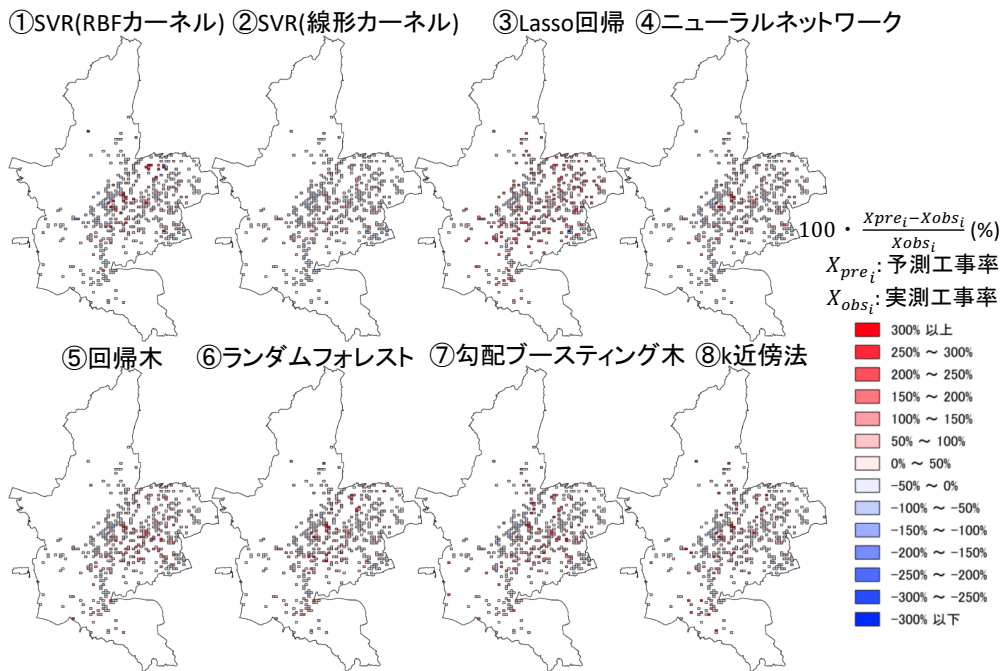 ①SVR(RBFカーネル) ②SVR(線形カーネル) ③Lasso回帰 ④ニューラルネットワーク
100・(Xpre_i−Xobs_i)/Xobs_i (%)
X_pre_i: 予測工事率
X_obs_i: 実測工事率
300% 以上
250% ～ 300%
200% ～ 250%
150% ～ 200%
100% ～ 150%
50% ～ 100%
0% ～ 50%
-50% ～ 0%
-100% ～ -50%
-150% ～ -100%
-200% ～ -150%
-250% ～ -200%
-300% ～ -250%
-300% 以下
⑤回帰木 ⑥ランダムフォレスト ⑦勾配ブースティング木 ⑧k近傍法